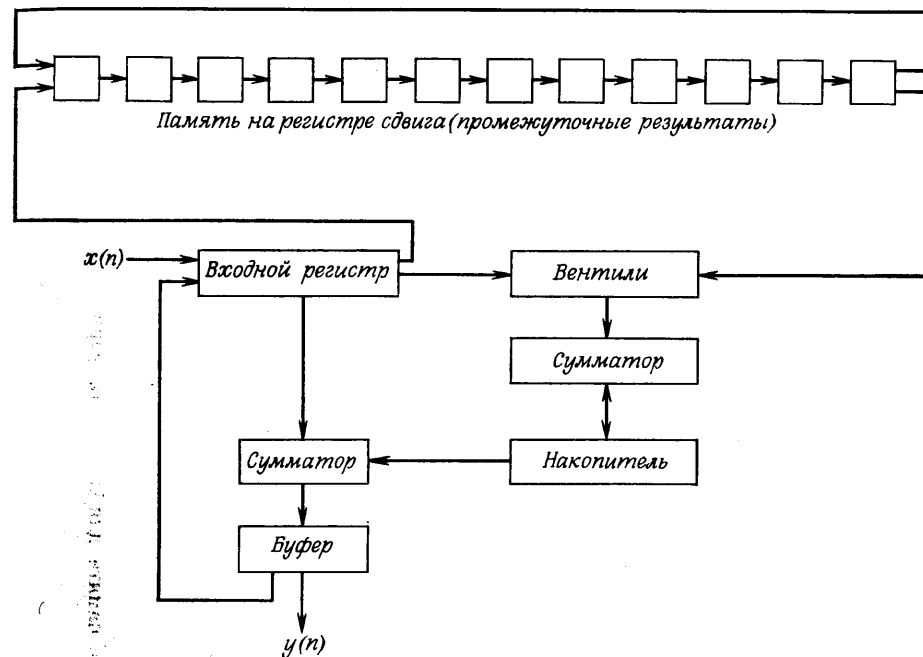 Память на регистре сдвига (промежуточные результаты)
x(n)
Входной регистр
Вентили
Сумматор
Сумматор
Накопитель
Буфер
y(n)